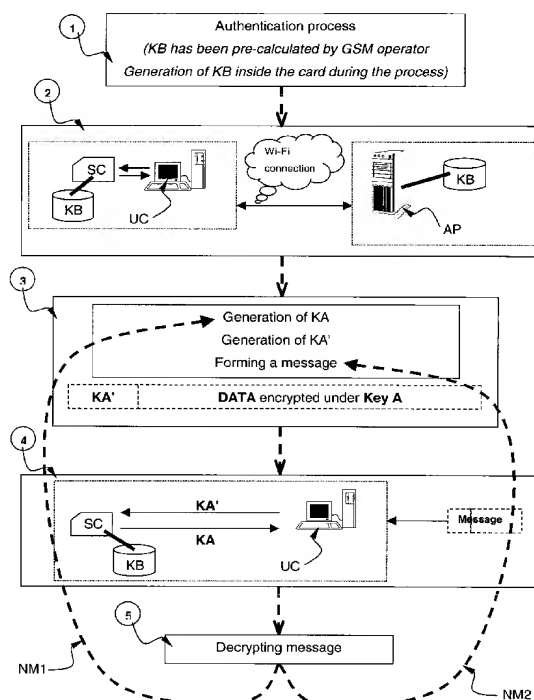 1
Authentication process
(KB has been pre-calculated by GSM operator
Generation of KB inside the card during the process)
2
SC
KB
UC
Wi-Fi
connection
KB
AP
3
Generation of KA
Generation of KA'
Forming a message
KA'
DATA encrypted under Key A
4
KA'
SC
KA
KB
UC
Message
5
Decrypting message
NM1
NM2